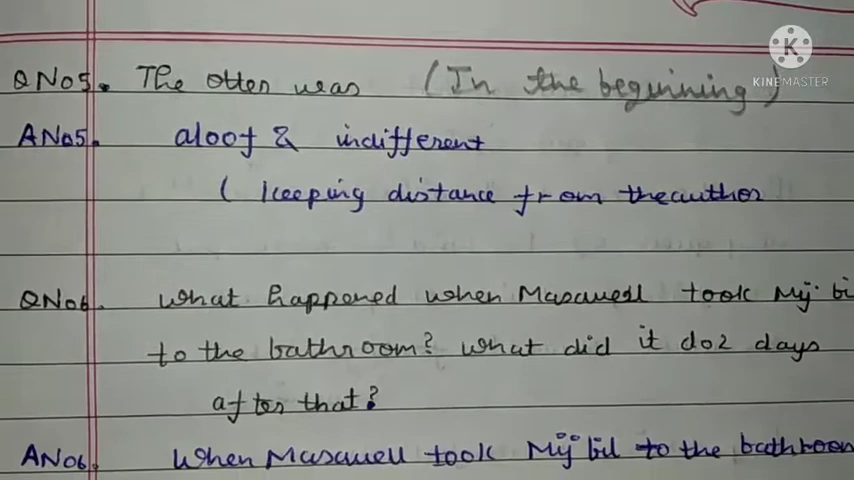 K
KINEMASTER
QNo5. The otter was (In the beginning)
ANo5. aloof & indifferent
( keeping distance from the author
QNo6. what happened when Maxwell took Mij bi
to the bathroom? what did it do 2 days
after that?
ANo6. when Maxwell took Mij bil to the bathroom